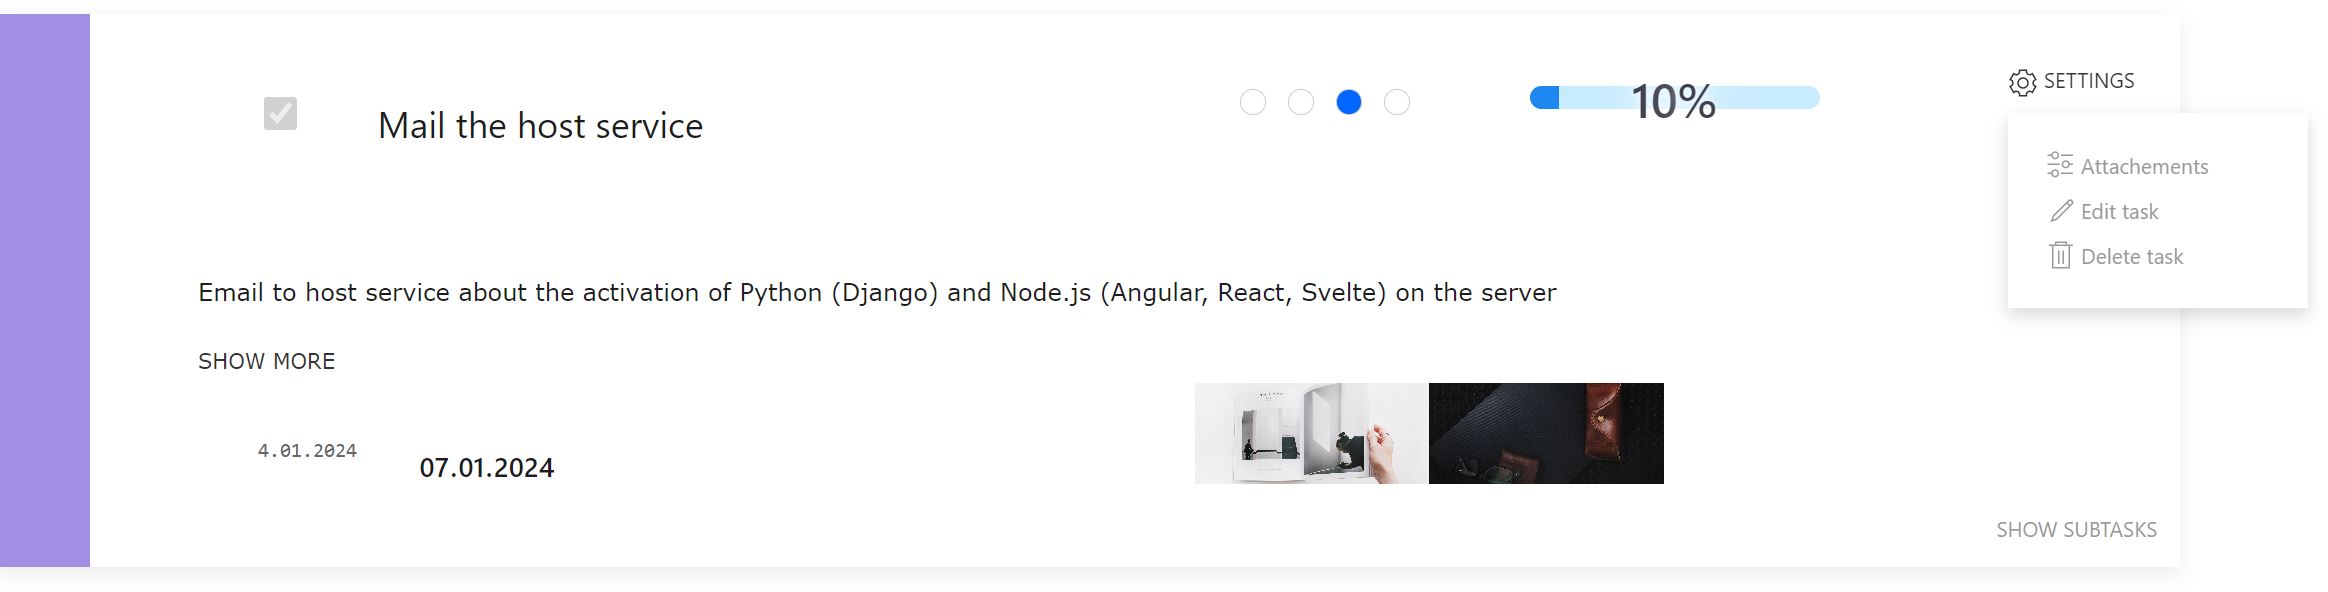 Mail the host service
10%
SETTINGS
Attachements
Edit task
Delete task
Email to host service about the activation of Python (Django) and Node.js (Angular, React, Svelte) on the server
SHOW MORE
4.01.2024
07.01.2024
SHOW SUBTASKS